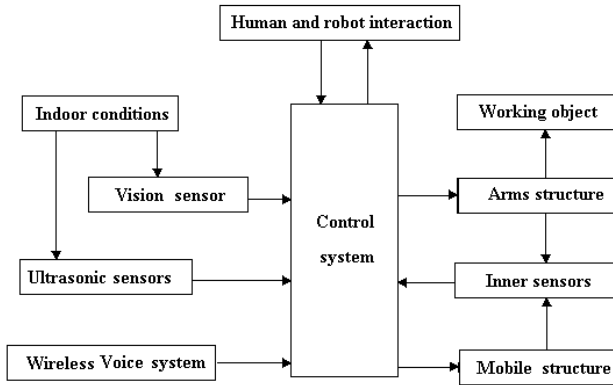 Human and robot interaction
Indoor conditions
Working object
Vision sensor
Arms structure
Control
system
Ultrasonic sensors
Inner sensors
Wireless Voice system
Mobile structure